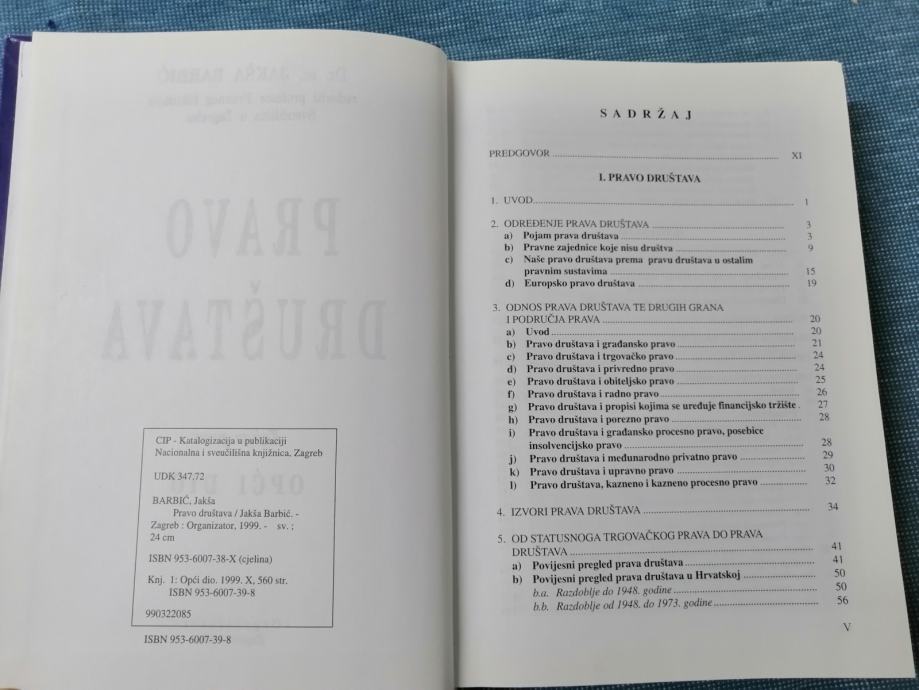 CIP - Katalogizacija u publikaciji
Nacionalna i sveučilišna knjižnica, Zagreb
UDK 347.72
BARBIĆ, Jakša
Pravo društava / Jakša Barbić. -
Zagreb : Organizator, 1999. - sv. ;
24 cm
ISBN 953-6007-38-X (cjelina)
Knj. 1: Opći dio. 1999. X, 560 str.
ISBN 953-6007-39-8
990322085
ISBN 953-6007-39-8
SADRŽAJ
PREDGOVOR ... XI
I. PRAVO DRUŠTAVA
1. UVOD ... 1
2. ODREĐENJE PRAVA DRUŠTAVA ... 3
a) Pojam prava društava ... 3
b) Pravne zajednice koje nisu društva ... 9
c) Naše pravo društava prema pravu društava u ostalim
pravnim sustavima ... 15
d) Europsko pravo društava ... 19
3. ODNOS PRAVA DRUŠTAVA TE DRUGIH GRANA
I PODRUČJA PRAVA ... 20
a) Uvod ... 20
b) Pravo društava i građansko pravo ... 21
c) Pravo društava i trgovačko pravo ... 24
d) Pravo društava i privredno pravo ... 24
e) Pravo društava i obiteljsko pravo ... 25
f) Pravo društava i radno pravo ... 26
g) Pravo društava i propisi kojima se uređuje financijsko tržište . 27
h) Pravo društava i porezno pravo ... 28
i) Pravo društava i građansko procesno pravo, posebice
insolvencijsko pravo ... 28
j) Pravo društava i međunarodno privatno pravo ... 29
k) Pravo društava i upravno pravo ... 30
l) Pravo društava, kazneno i kazneno procesno pravo ... 32
4. IZVORI PRAVA DRUŠTAVA ... 34
5. OD STATUSNOGA TRGOVAČKOG PRAVA DO PRAVA
DRUŠTAVA ... 41
a) Povijesni pregled prava društava ... 41
b) Povijesni pregled prava društava u Hrvatskoj ... 50
b.a. Razdoblje do 1948. godine ... 50
b.b. Razdoblje od 1948. do 1973. godine ... 56
V